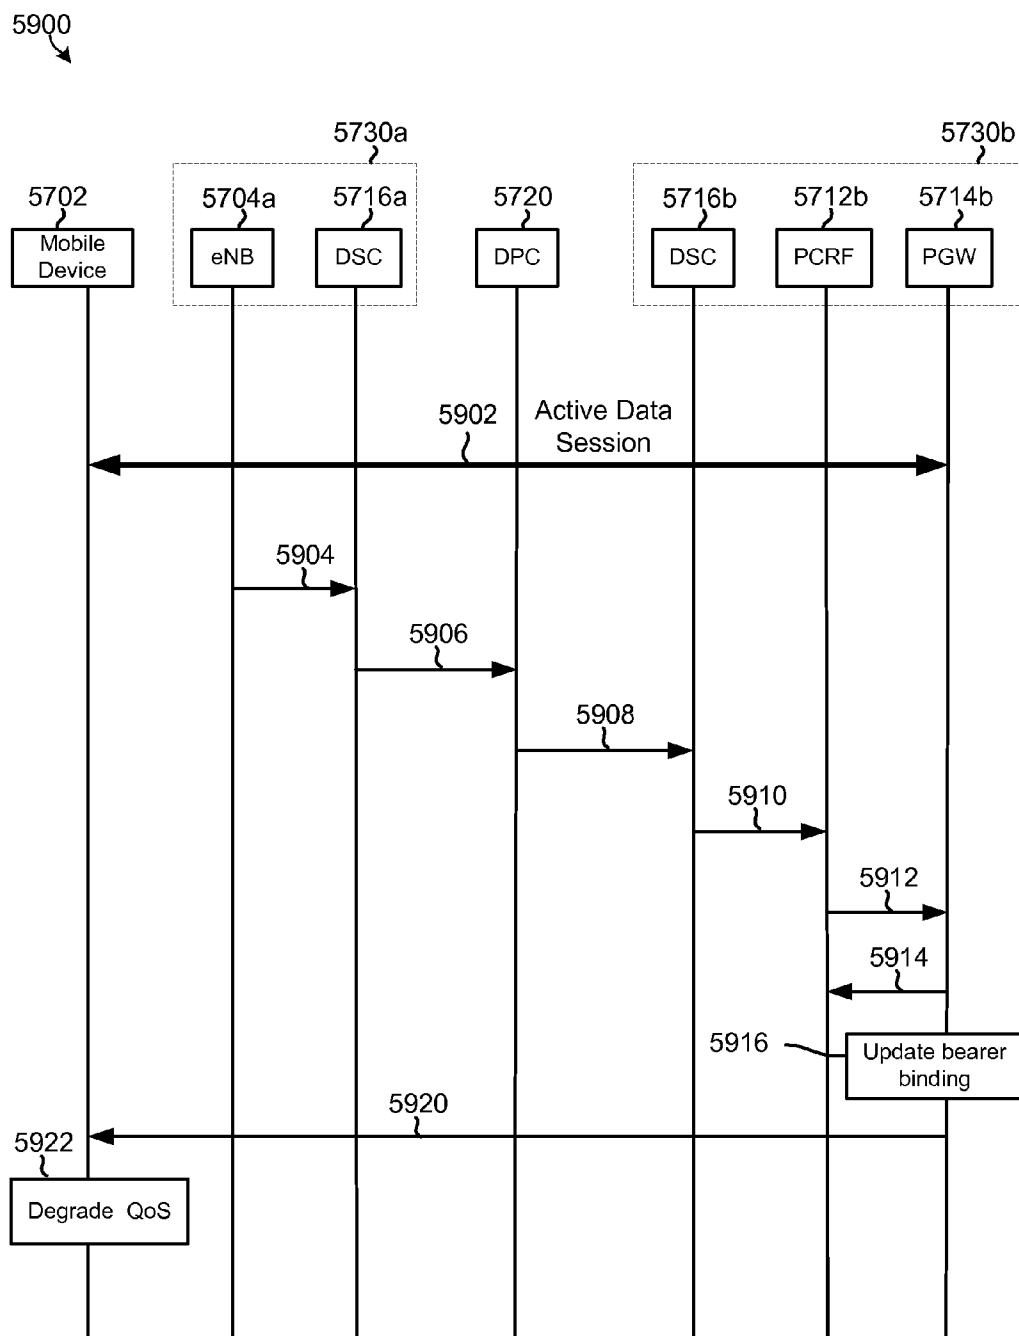 5900
5730a
5730b
5702
5704a
5716a
5720
5716b
5712b
5714b
Mobile
Device
eNB
DSC
DPC
DSC
PCRF
PGW
5902
Active Data
Session
5904
5906
5908
5910
5912
5914
5916
Update bearer
binding
5920
5922
Degrade QoS